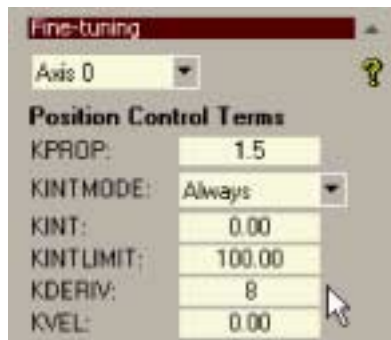 Fine-tuning
Axis 0
Position Control Terms
KPROP: 1.5
KINTMODE: Always
KINT: 0.00
KINTLIMIT: 100.00
KDERIV: 8
KVEL: 0.00